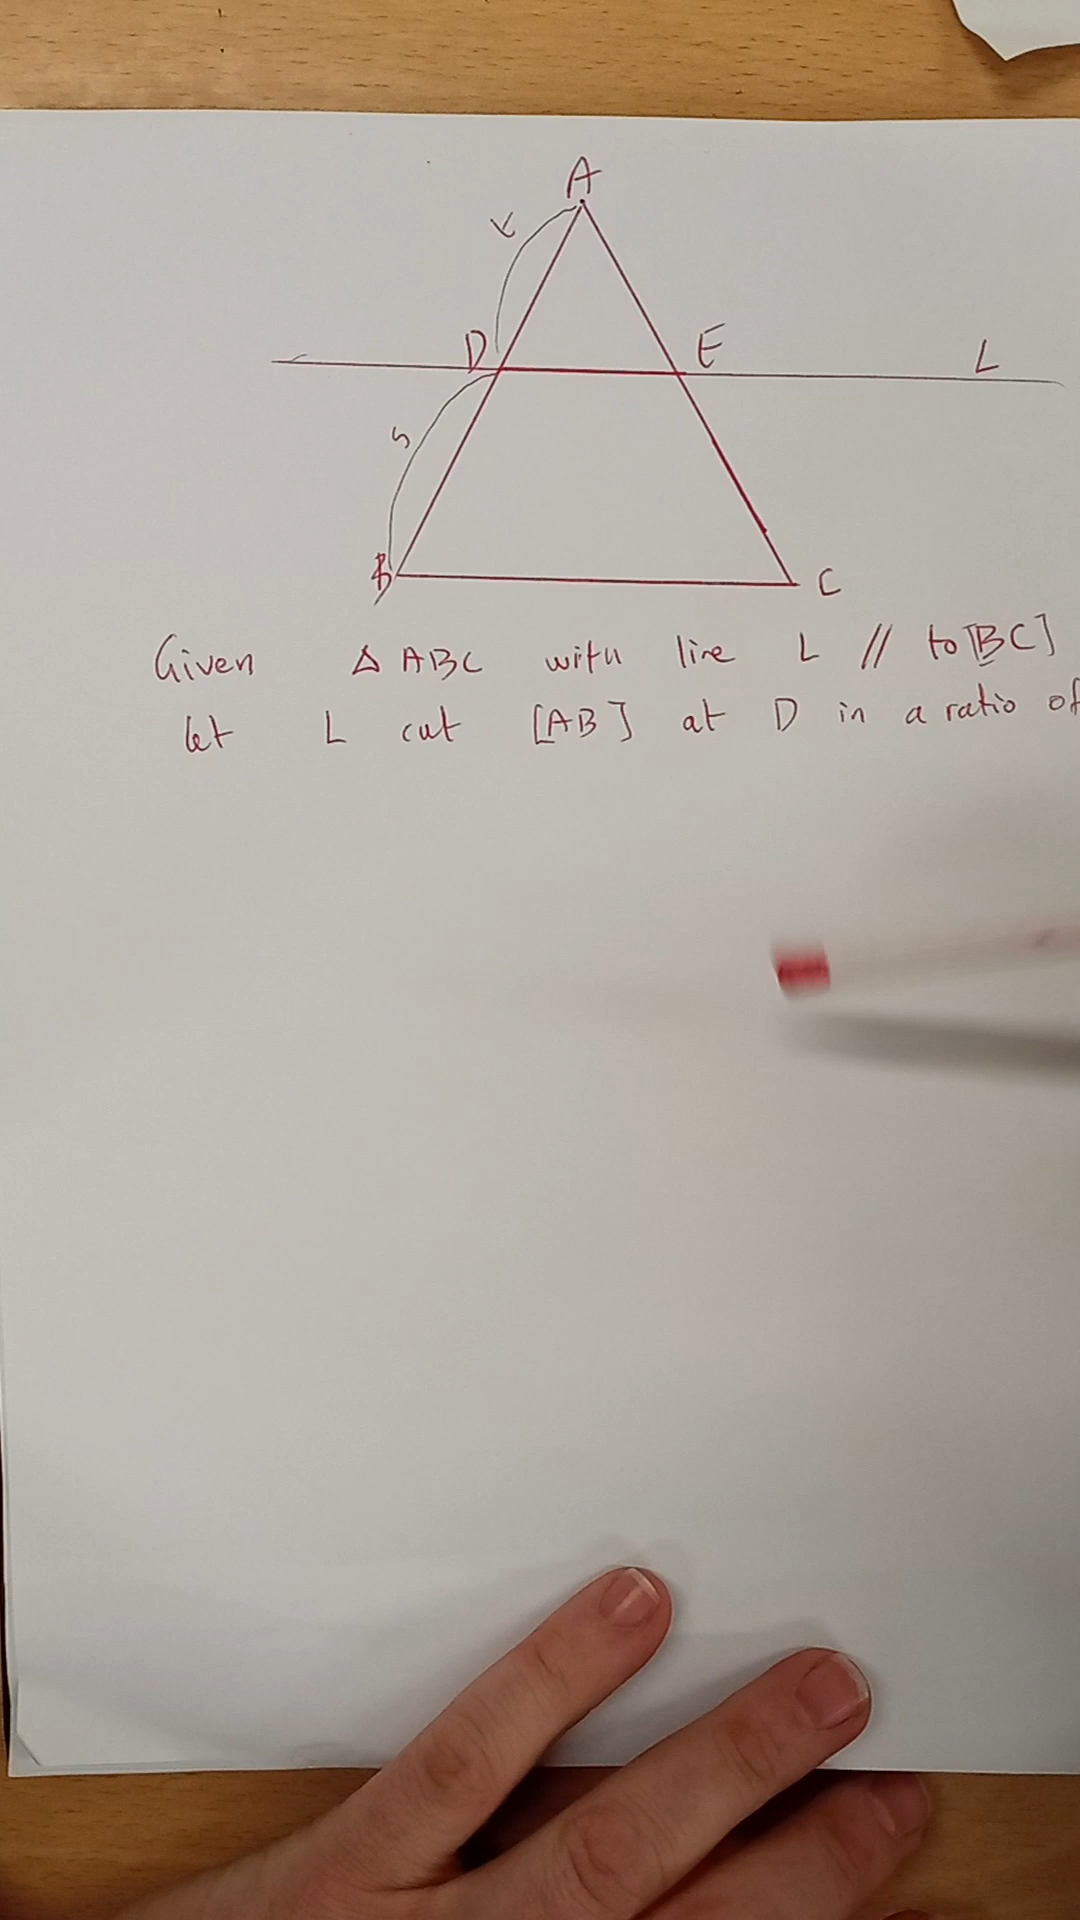 A
t
D
E
L
s
B
C
Given Δ ABC with line L // to [BC]
let L cut [AB] at D in a ratio of